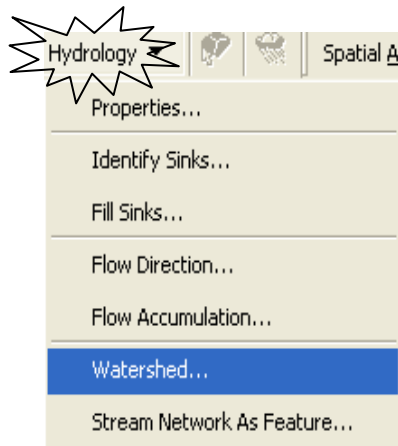 Hydrology Spatial A
Properties...
Identify Sinks...
Fill Sinks...
Flow Direction...
Flow Accumulation...
Watershed...
Stream Network As Feature...